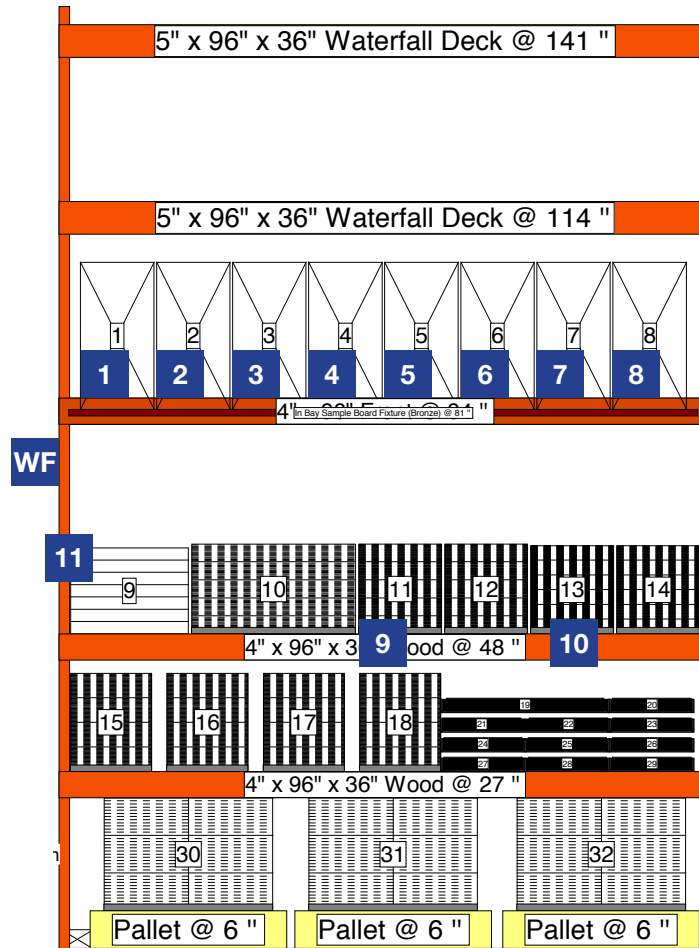 5" x 96" x 36" Waterfall Deck @ 141 "
5" x 96" x 36" Waterfall Deck @ 114 "
1 2 3 4 5 6 7 8
1 2 3 4 5 6 7 8
In Bay Sample Board Fixture (Bronze) @ 81 "
WF
11
9 10 11 12 13 14
9 10
4" x 96" x 3 ood @ 48 "
15 16 17 18
19 20
21 22 23
24 25 26
27 28 29
4" x 96" x 36" Wood @ 27 "
30 31 32
Pallet @ 6 " Pallet @ 6 " Pallet @ 6 "